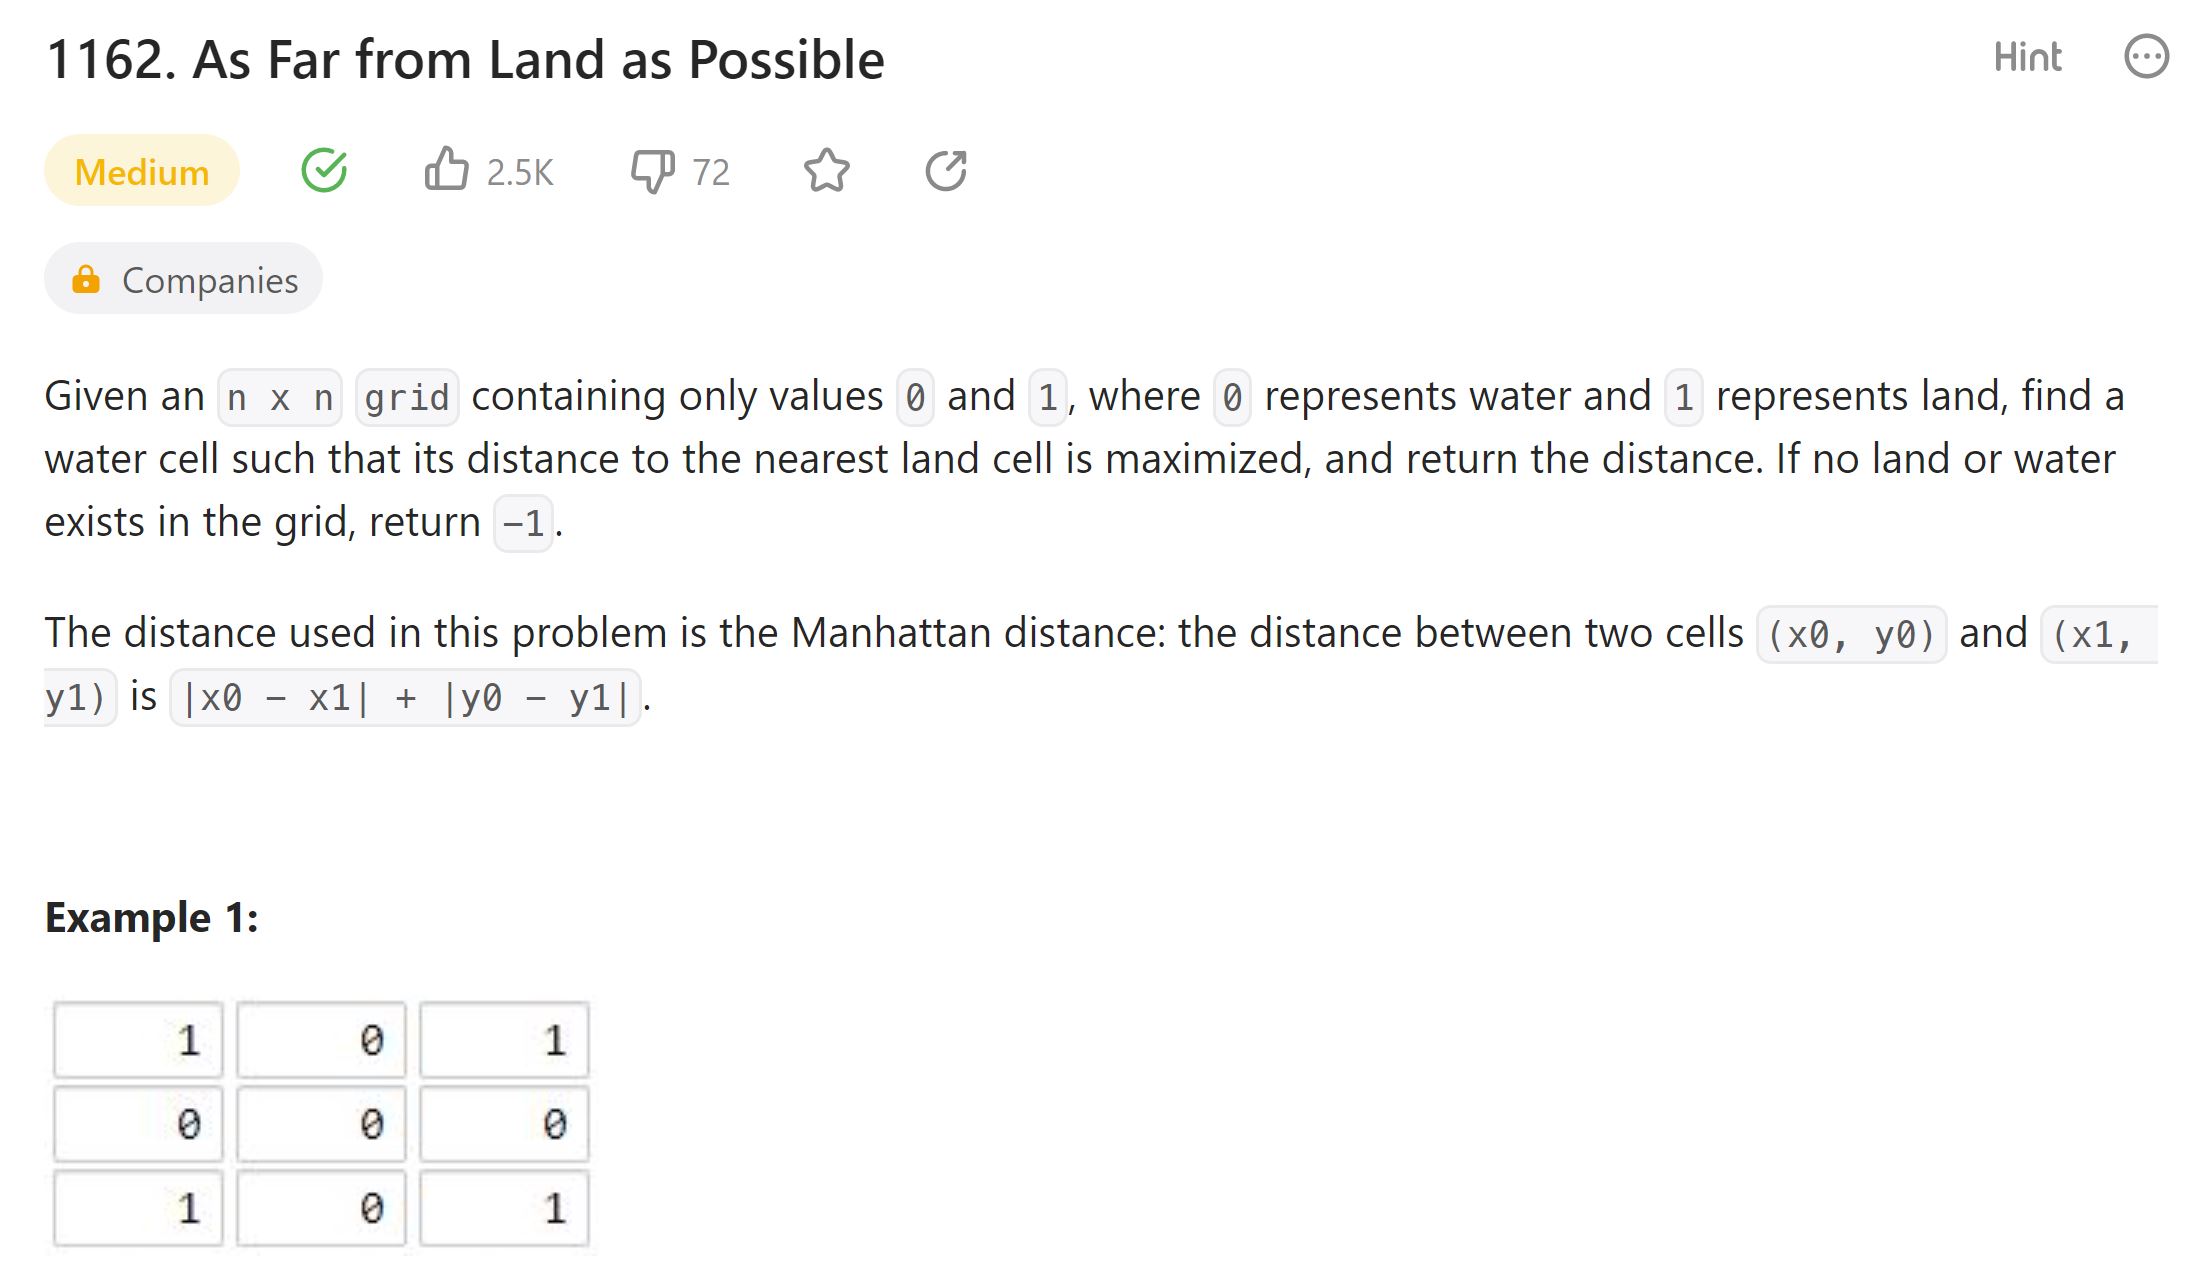 1162. As Far from Land as Possible
Hint
Medium
2.5K
72
Companies
Given an n x n grid containing only values 0 and 1, where 0 represents water and 1 represents land, find a
water cell such that its distance to the nearest land cell is maximized, and return the distance. If no land or water
exists in the grid, return -1.
The distance used in this problem is the Manhattan distance: the distance between two cells (x0, y0) and (x1,
y1) is |x0 - x1| + |y0 - y1|.
Example 1:
1 0 1
0 0 0
1 0 1